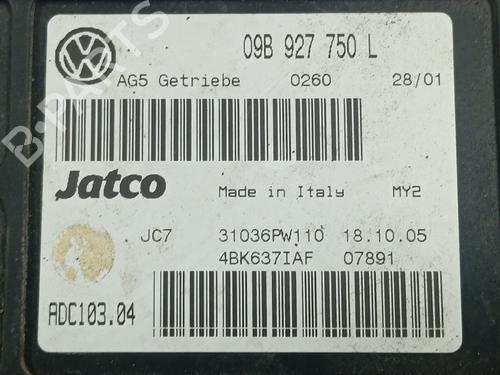 09B 927 750 L
AG5 Getriebe 0260 28/01
Jatco
Made in Italy MY2
JC7 31036PW110 18.10.05
4BK637IAF 07891
ADC103.04
B-PARTS